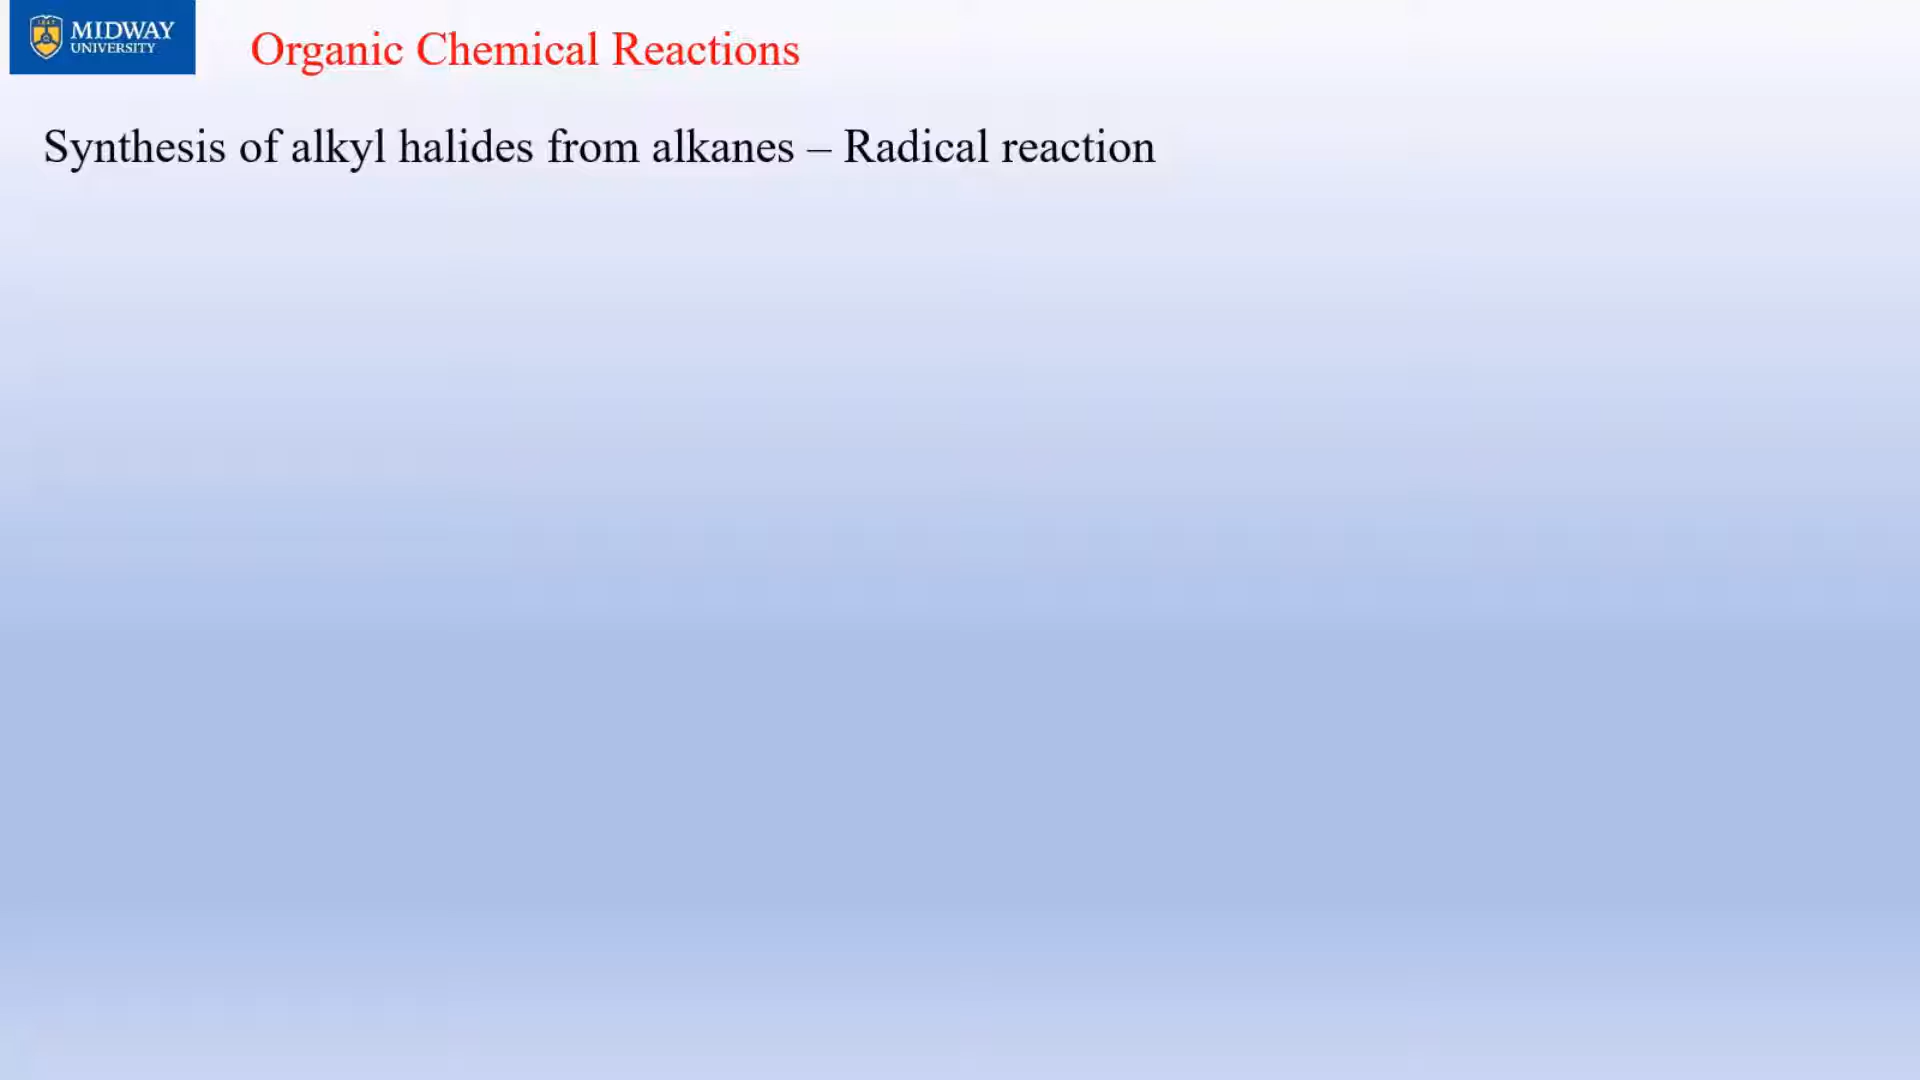 MIDWAY
UNIVERSITY
Organic Chemical Reactions
Synthesis of alkyl halides from alkanes – Radical reaction